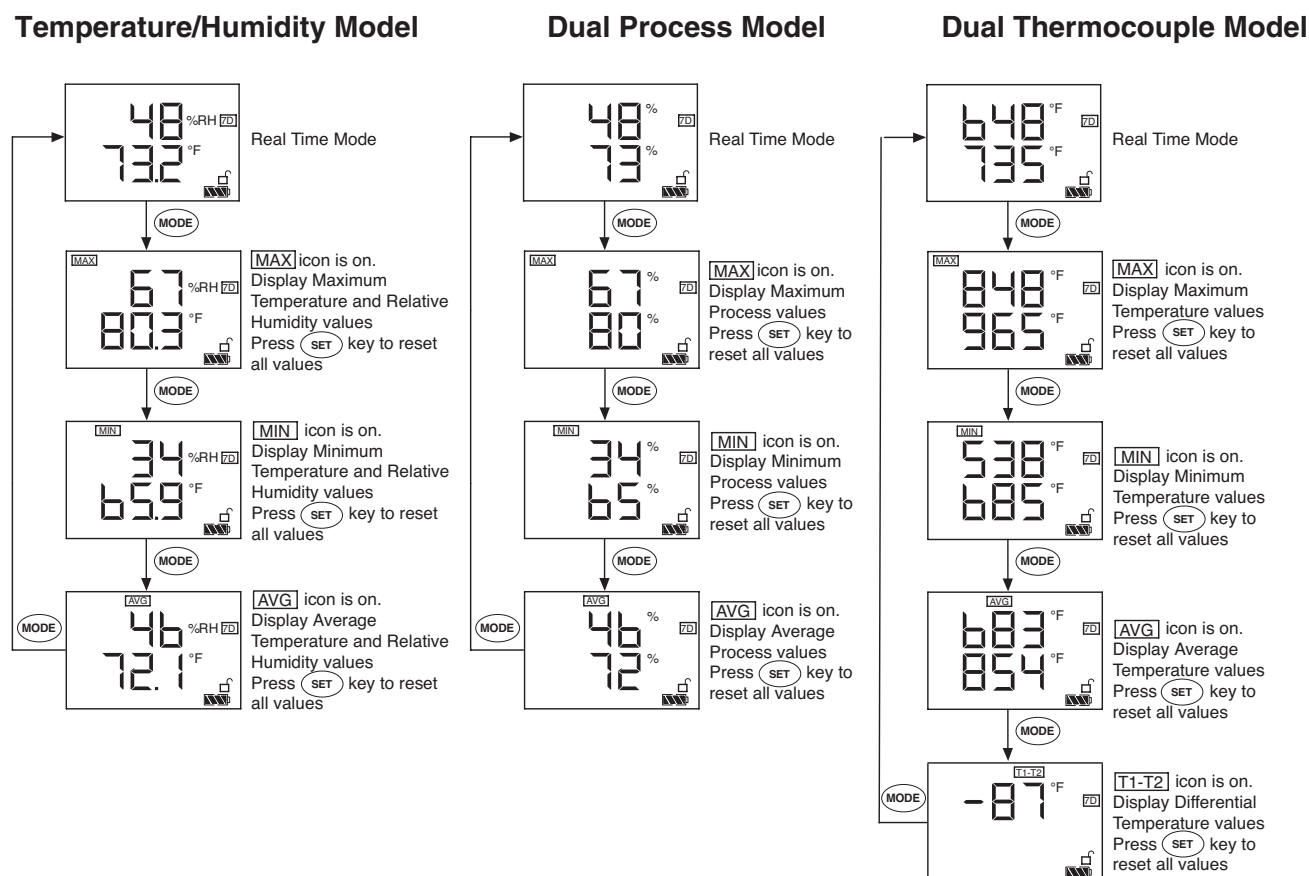 Temperature/Humidity Model
48 %RH 7D
73.2 °F
Real Time Mode
MODE
MAX
67 %RH 7D
80.3 °F
MAX icon is on.
Display Maximum
Temperature and Relative
Humidity values
Press SET key to reset
all values
MODE
MIN
34 %RH 7D
65.9 °F
MIN icon is on.
Display Minimum
Temperature and Relative
Humidity values
Press SET key to reset
all values
MODE
AVG
46 %RH 7D
72.1 °F
MODE
AVG icon is on.
Display Average
Temperature and Relative
Humidity values
Press SET key to reset
all values
Dual Process Model
48 % 7D
73 %
Real Time Mode
MODE
MAX
67 % 7D
80 %
MAX icon is on.
Display Maximum
Process values
Press SET key to
reset all values
MODE
MIN
34 % 7D
65 %
MIN icon is on.
Display Minimum
Process values
Press SET key to
reset all values
MODE
AVG
46 % 7D
72 %
MODE
AVG icon is on.
Display Average
Process values
Press SET key to
reset all values
Dual Thermocouple Model
648 °F 7D
735 °F
Real Time Mode
MODE
MAX
848 °F 7D
965 °F
MAX icon is on.
Display Maximum
Temperature values
Press SET key to
reset all values
MODE
MIN
538 °F 7D
685 °F
MIN icon is on.
Display Minimum
Temperature values
Press SET key to
reset all values
MODE
AVG
683 °F 7D
854 °F
AVG icon is on.
Display Average
Temperature values
Press SET key to
reset all values
MODE
T1-T2
-87 °F 7D
MODE
T1-T2 icon is on.
Display Differential
Temperature values
Press SET key to
reset all values